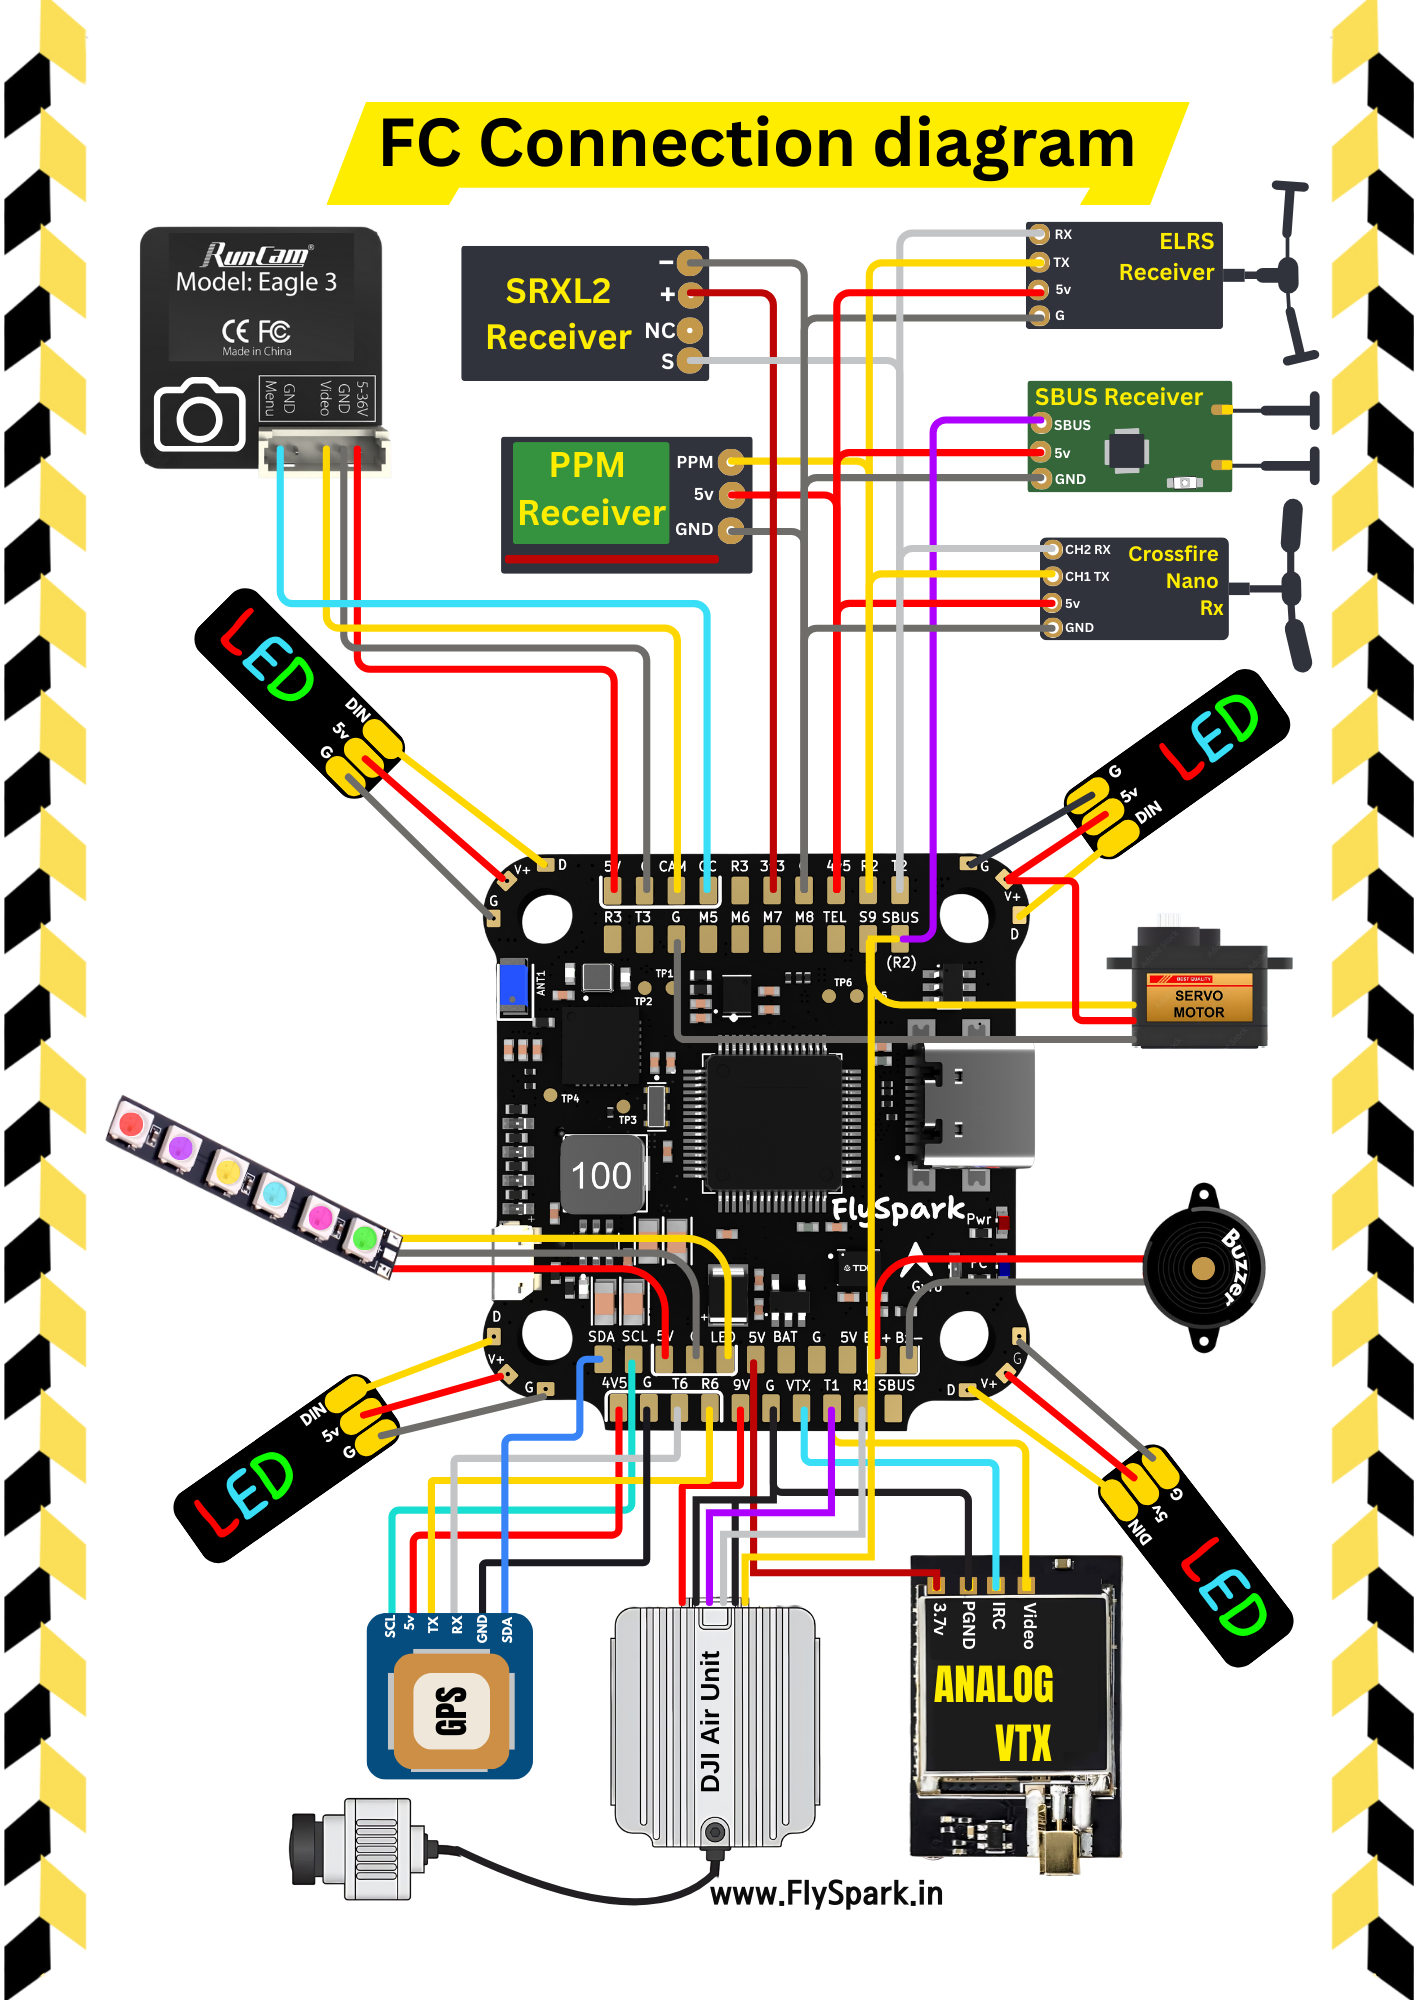 FC Connection diagram
RunCam®
Model: Eagle 3
CE FC
Made in China
Menu
GND
Video
GND
5-36V
SRXL2
Receiver
−
+
NC
S
PPM
Receiver
PPM
5v
GND
RX
TX
5v
G
ELRS
Receiver
SBUS Receiver
SBUS
5v
GND
CH2 RX
CH1 TX
5v
GND
Crossfire
Nano
Rx
LED
DIN
5v
G
LED
G
5v
DIN
D
V+
G
5V CAM R3 3v3 4v5 R2 T2
R3 T3 G M5 M6 M7 M8 TEL S9 SBUS
(R2)
G
V+
D
ANT1
TP1
TP2
TP6
TP4
TP3
BEST QUALITY
SERVO
MOTOR
100
FlySpark
Pwr
TDK
Buzzer
D
V+
G
SDA SCL 5V LED 5V BAT G 5V
4V5 G T6 R6 9V G VTX T1 R1 SBUS
G
V+
D
DIN
5v
G
LED
G
5v
DIN
LED
SCL
5v
TX
RX
GND
SDA
GPS
DJI Air Unit
3.7v
PGND
IRC
Video
ANALOG
VTX
www.FlySpark.in